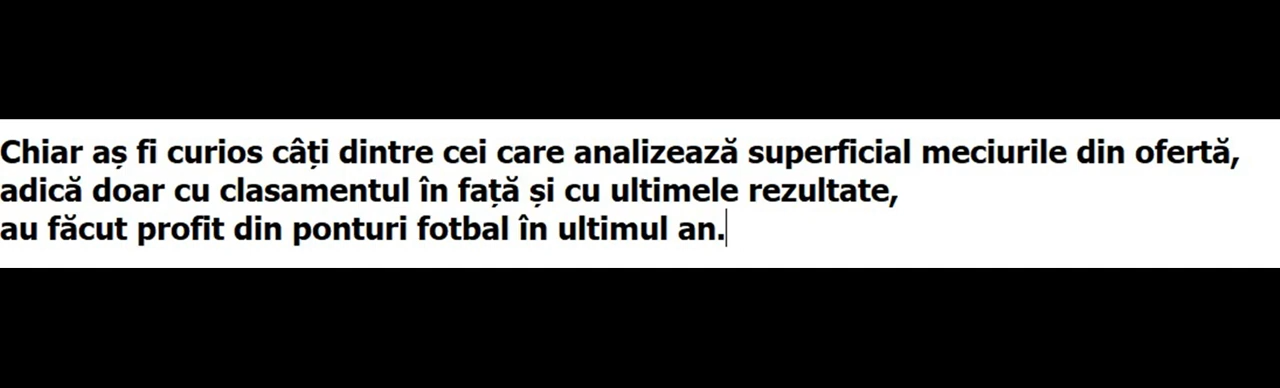 Chiar aș fi curios câți dintre cei care analizează superficial meciurile din ofertă,
adică doar cu clasamentul în față și cu ultimele rezultate,
au făcut profit din ponturi fotbal în ultimul an.